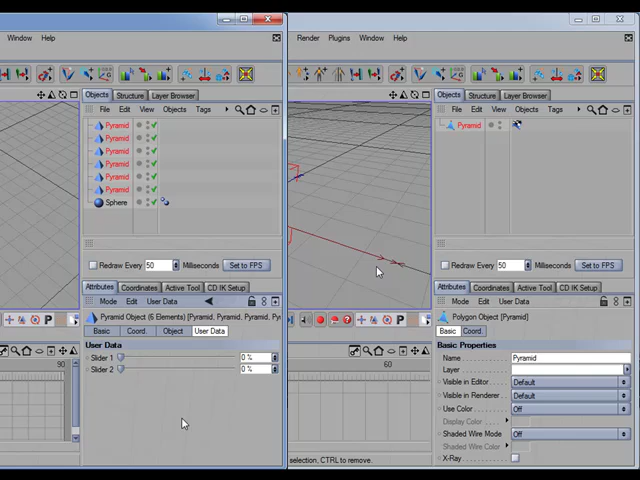 Window Help
Render Plugins Window Help
Objects Structure Layer Browser
Objects Structure Layer Browser
File Edit View Objects Tags
File Edit View Objects
Pyramid
Pyramid
Pyramid
Pyramid
Pyramid
Pyramid
Sphere
Pyramid
Redraw Every 50 Milliseconds Set to FPS
Redraw Every 50 Milliseconds Set to FPS
Attributes Coordinates Active Tool CD IK Setup
Attributes Coordinates Active Tool CD IK Setup
Mode Edit User Data
Mode Edit User Data
Pyramid Object (6 Elements) [Pyramid, Pyramid, Pyramid, Py
Basic Coord. Object User Data
User Data
Slider 1 0 %
Slider 2 0 %
90
60
Polygon Object [Pyramid]
Basic Coord.
Basic Properties
Name Pyramid
Layer
Visible in Editor Default
Visible in Renderer Default
Use Color Off
Display Color
Shaded Wire Mode Off
Shaded Wire Color
X-Ray
selection, CTRL to remove.